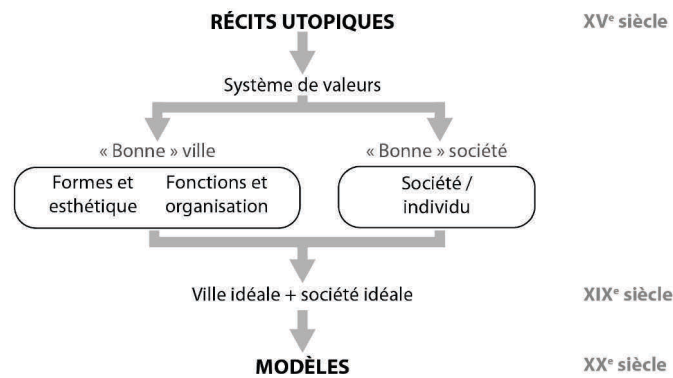 RÉCITS UTOPIQUES
XVe siècle
Système de valeurs
« Bonne » ville
« Bonne » société
Formes et
esthétique
Fonctions et
organisation
Société /
individu
Ville idéale + société idéale
XIXe siècle
MODÈLES
XXe siècle